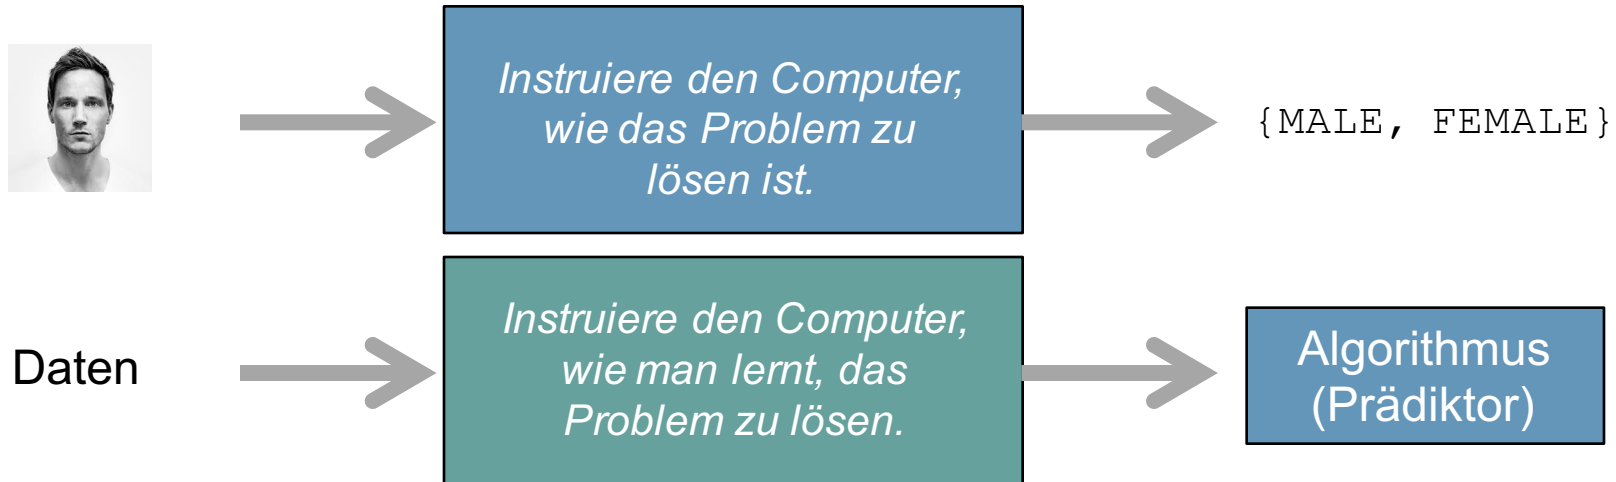 Instruiere den Computer,
wie das Problem zu
lösen ist.
{MALE, FEMALE}
Daten
Instruiere den Computer,
wie man lernt, das
Problem zu lösen.
Algorithmus
(Prädiktor)